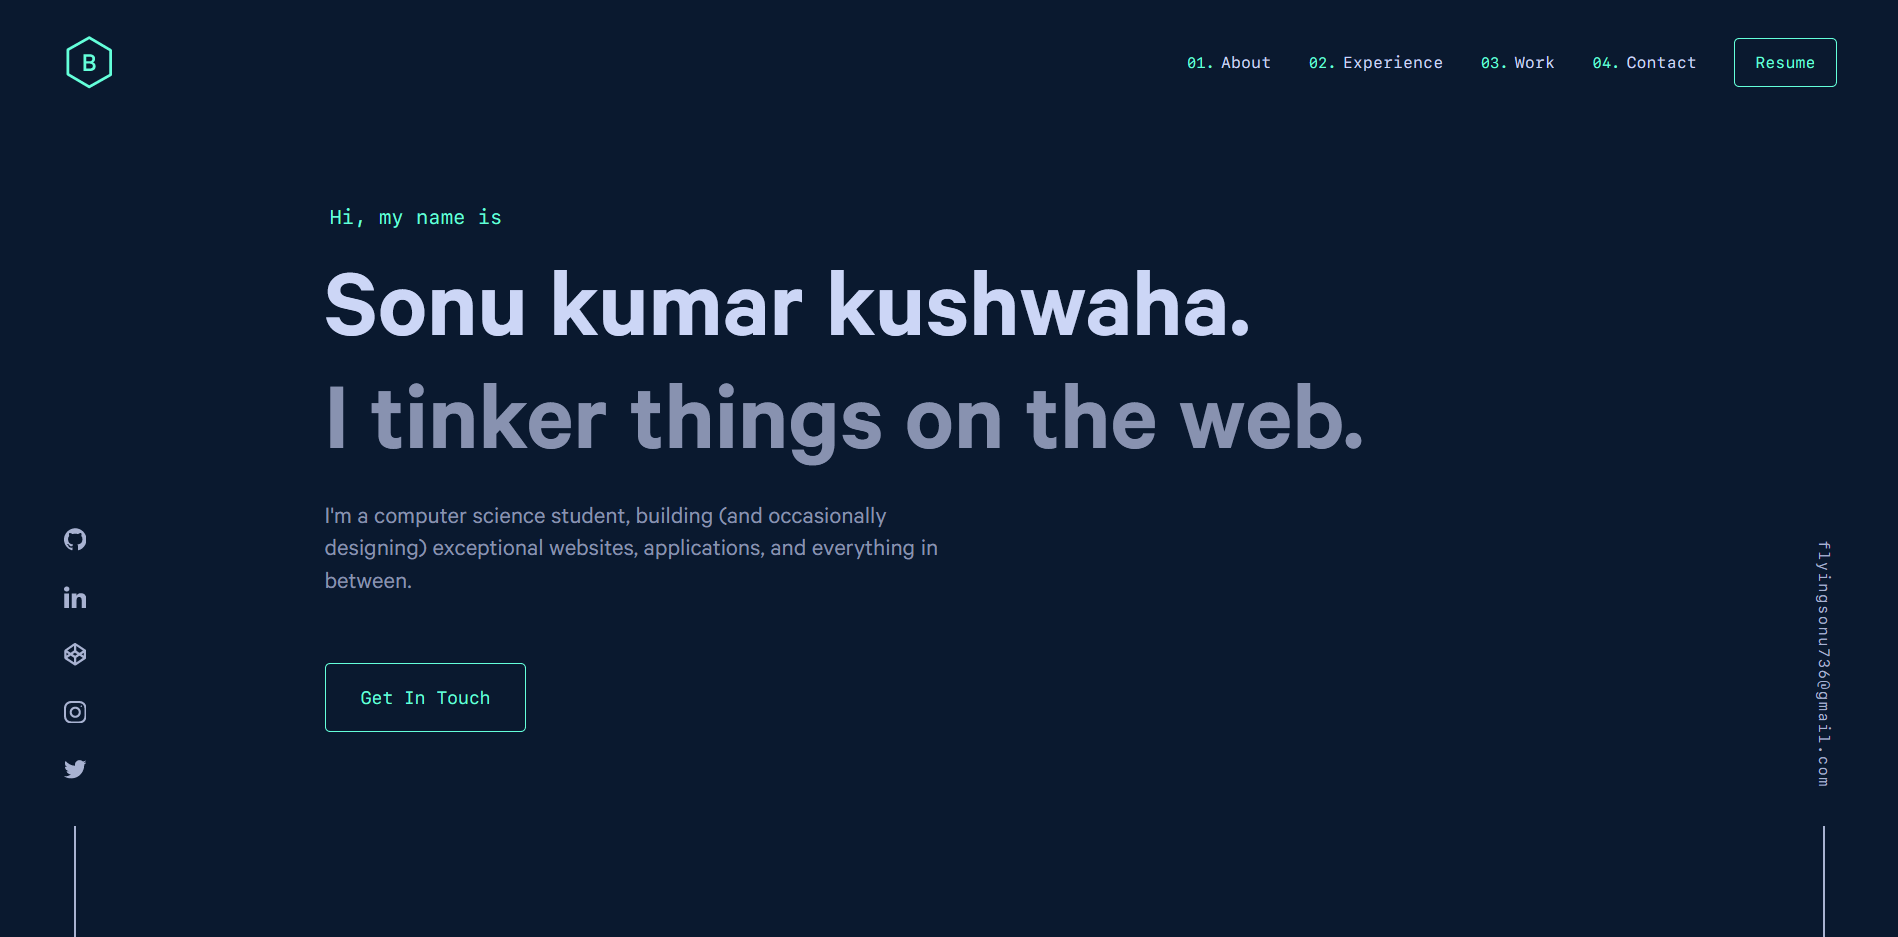 B
01. About 02. Experience 03. Work 04. Contact Resume
Hi, my name is
Sonu kumar kushwaha.
I tinker things on the web.
I'm a computer science student, building (and occasionally
designing) exceptional websites, applications, and everything in
between.
Get In Touch
in
flyingsonu736@gmail.com